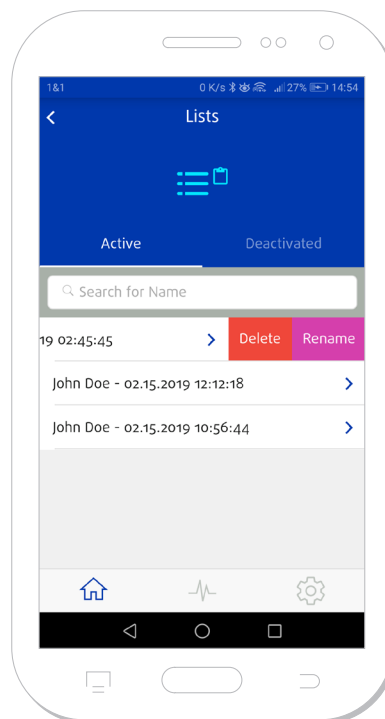 1&1 0 K/s 27% 14:54
Lists
Active Deactivated
Search for Name
19 02:45:45 Delete Rename
John Doe - 02.15.2019 12:12:18
John Doe - 02.15.2019 10:56:44